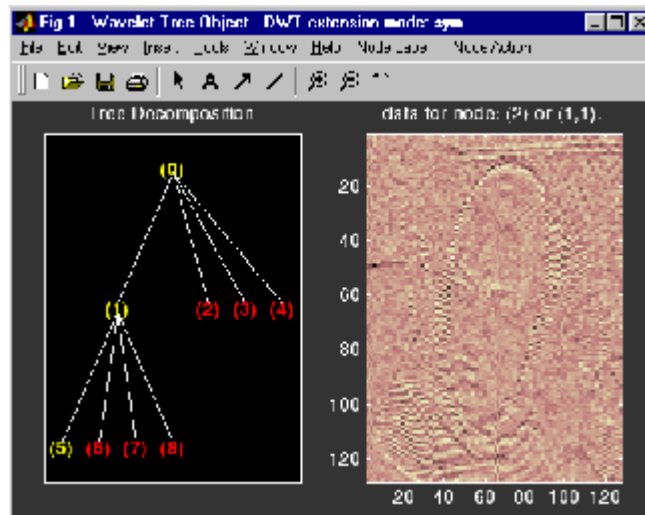 Fig 1 Wavelet Tree Object DWT extension mode: sym
File Edit View Insert Tools Window Help Node Label Node Action
Tree Decomposition
data for node: (2) or (1,1).
(0)
(1) (2) (3) (4)
(5) (6) (7) (8)
20
40
60
80
100
120
20 40 60 80 100 120